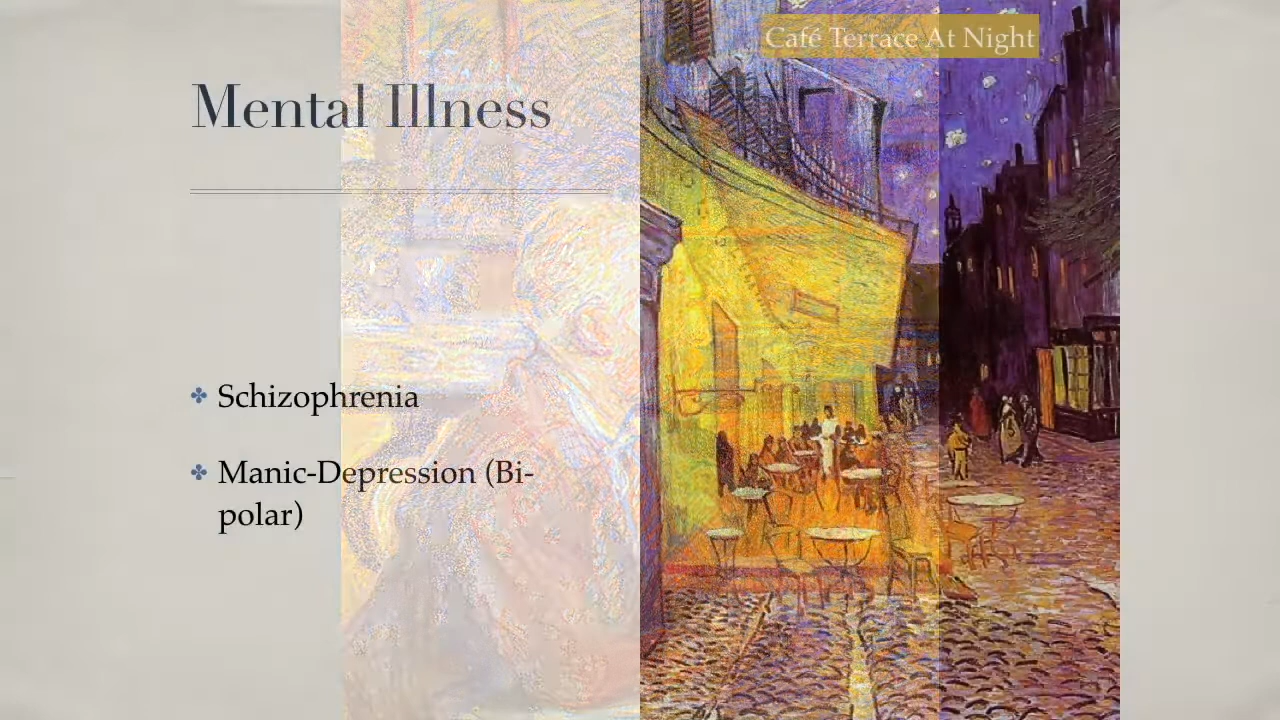 Café Terrace At Night
Mental Illness
Schizophrenia
Manic-Depression (Bi-
polar)